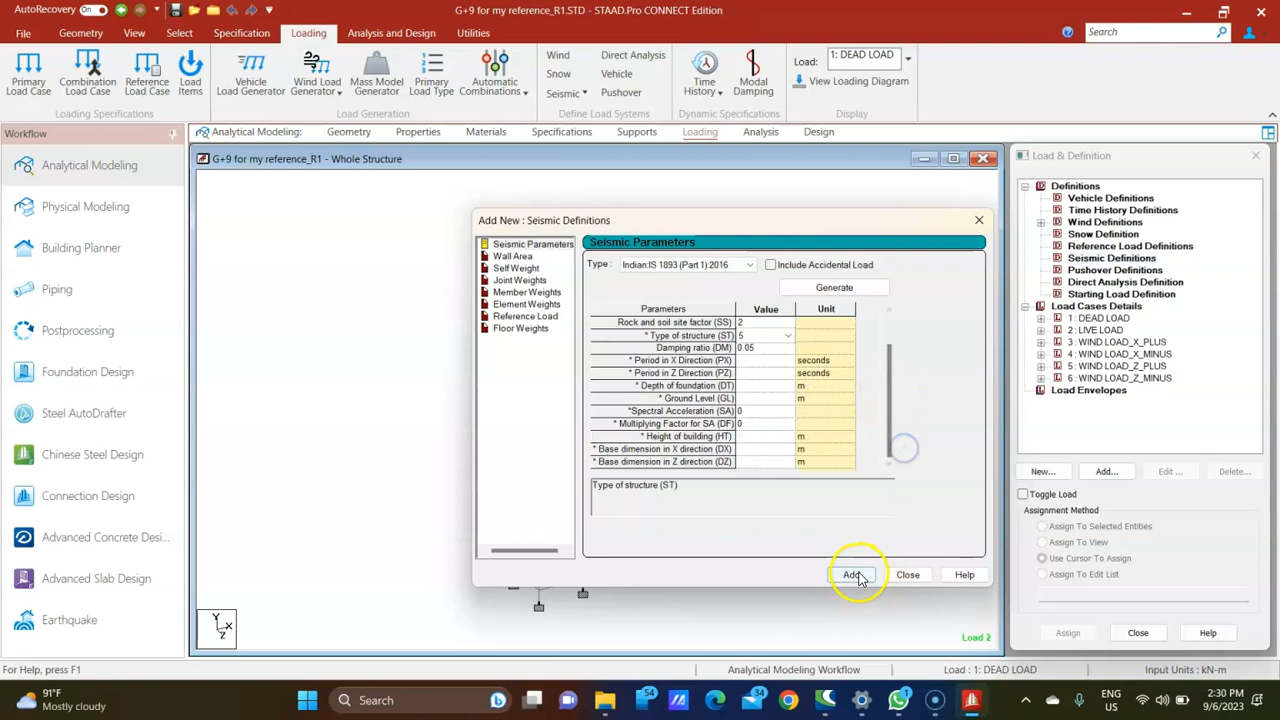 AutoRecovery On
G+9 for my reference_R1.STD - STAAD.Pro CONNECT Edition
File Geometry View Select Specification Loading Analysis and Design Utilities
Search
Primary Load Case
Combination Load Case
Reference Load Case
Load Items
Loading Specifications
Vehicle Load Generator
Wind Load Generator
Mass Model Generator
Primary Load Type
Automatic Combinations
Load Generation
Wind
Snow
Seismic
Direct Analysis
Vehicle
Pushover
Define Load Systems
Time History
Modal Damping
Dynamic Specifications
Load: 1: DEAD LOAD
View Loading Diagram
Display
Workflow
Analytical Modeling: Geometry Properties Materials Specifications Supports Loading Analysis Design
Analytical Modeling
Physical Modeling
Building Planner
Piping
Postprocessing
Foundation Design
Steel AutoDrafter
Chinese Steel Design
Connection Design
Advanced Concrete Desi...
Advanced Slab Design
Earthquake
G+9 for my reference_R1 - Whole Structure
Add New : Seismic Definitions
Seismic Parameters
Wall Area
Self Weight
Joint Weights
Member Weights
Element Weights
Reference Load
Floor Weights
Seismic Parameters
Type : Indian:IS 1893 (Part 1):2016 Include Accidental Load
Generate
Parameters Value Unit
Rock and soil site factor (SS) 2
* Type of structure (ST) 5
Damping ratio (DM) 0.05
* Period in X Direction (PX) seconds
* Period in Z Direction (PZ) seconds
* Depth of foundation (DT) m
* Ground Level (GL) m
*Spectral Acceleration (SA) 0
* Multiplying Factor for SA (DF) 0
* Height of building (HT) m
* Base dimension in X direction (DX) m
* Base dimension in Z direction (DZ) m
Type of structure (ST)
Add Close Help
Y
X
Z
Load 2
Load & Definition
Definitions
Vehicle Definitions
Time History Definitions
Wind Definitions
Snow Definition
Reference Load Definitions
Seismic Definitions
Pushover Definitions
Direct Analysis Definition
Starting Load Definition
Load Cases Details
1 : DEAD LOAD
2 : LIVE LOAD
3 : WIND LOAD_X_PLUS
4 : WIND LOAD_X_MINUS
5 : WIND LOAD_Z_PLUS
6 : WIND LOAD_Z_MINUS
Load Envelopes
New... Add... Edit ... Delete...
Toggle Load
Assignment Method
Assign To Selected Entities
Assign To View
Use Cursor To Assign
Assign To Edit List
Assign Close Help
For Help, press F1
Analytical Modeling Workflow
Load : 1: DEAD LOAD
Input Units : kN-m
91°F
Mostly cloudy
Search
54
34
1
ENG
US
2:30 PM
9/6/2023